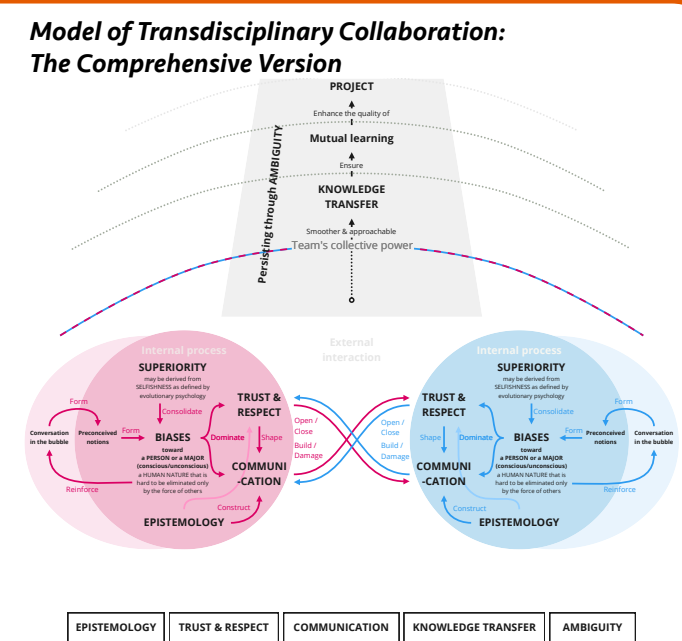 Model of Transdisciplinary Collaboration:
The Comprehensive Version
PROJECT
Enhance the quality of
Mutual learning
Ensure
KNOWLEDGE
TRANSFER
Smoother & approachable
Team's collective power
Persisting through AMBIGUITY
External
interaction
Internal process
SUPERIORITY
may be derived from
SELFISHNESS as defined by
evolutionary psychology
Consolidate
TRUST &
RESPECT
Form
Conversation
in the bubble
Preconceived
notions
Form
BIASES
Dominate
Shape
toward
a PERSON or a MAJOR
(conscious/unconscious)
a HUMAN NATURE that is
hard to be eliminated only
by the force of others
COMMUNI
-CATION
Reinforce
Construct
EPISTEMOLOGY
Open /
Close
Build /
Damage
Open /
Close
Build /
Damage
Internal process
SUPERIORITY
may be derived from
SELFISHNESS as defined by
evolutionary psychology
Consolidate
TRUST &
RESPECT
Form
Shape
Dominate
BIASES
Form
Preconceived
notions
Conversation
in the bubble
toward
a PERSON or a MAJOR
(conscious/unconscious)
a HUMAN NATURE that is
hard to be eliminated only
by the force of others
COMMUNI
-CATION
Reinforce
Construct
EPISTEMOLOGY
EPISTEMOLOGY
TRUST & RESPECT
COMMUNICATION
KNOWLEDGE TRANSFER
AMBIGUITY